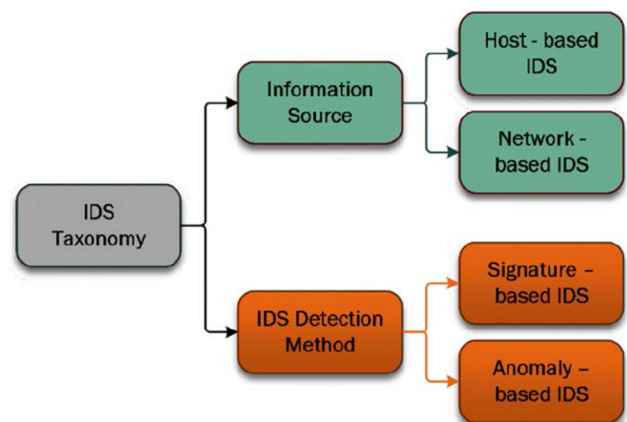 Host - based
IDS
Information
Source
Network -
based IDS
IDS
Taxonomy
Signature –
based IDS
IDS Detection
Method
Anomaly –
based IDS